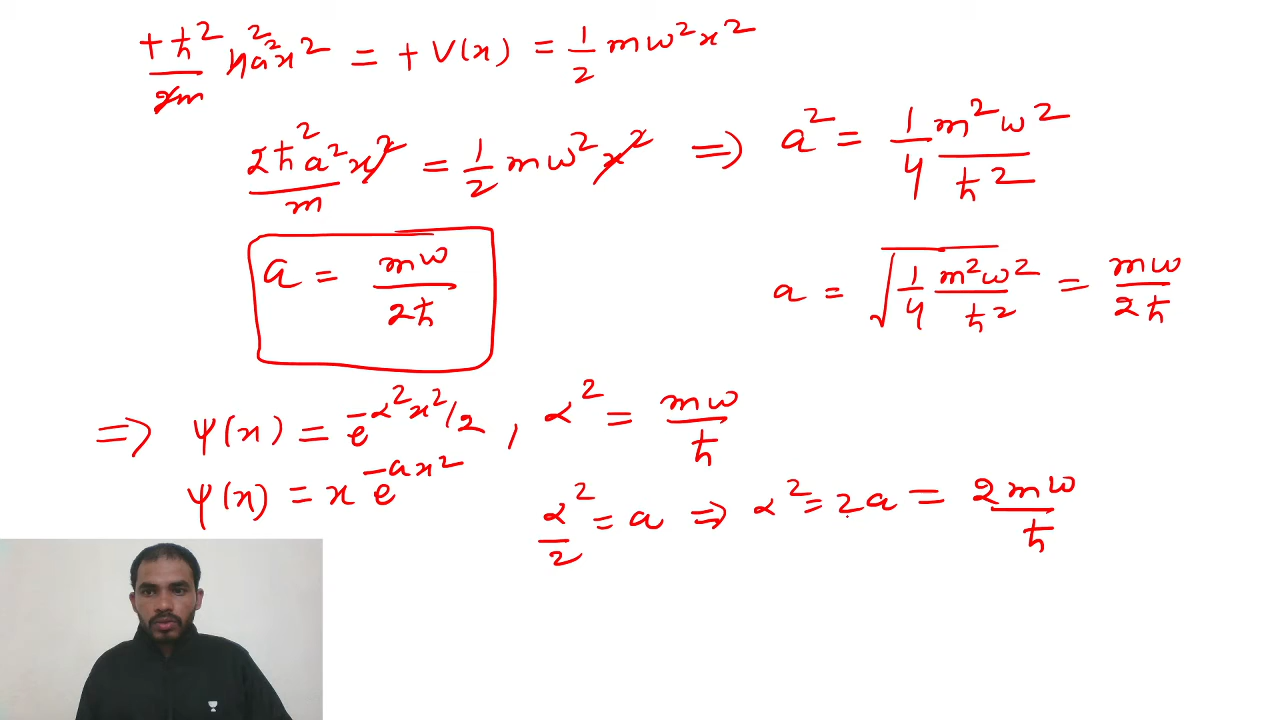 +ħ²/2m 4²a²x² = + V(x) = 1/2 mω²x²
2ħ²a²x²/m = 1/2 mω²x² ⇒ a² = 1/4 m²ω²/ħ²
a = mω/2ħ
a = √(1/4 m²ω²/ħ²) = mω/2ħ
⇒ ψ(x) = e^(-α²x²/2), α² = mω/ħ
ψ(x) = x e^(-ax²)
α²/2 = a ⇒ α² = 2a = 2mω/ħ